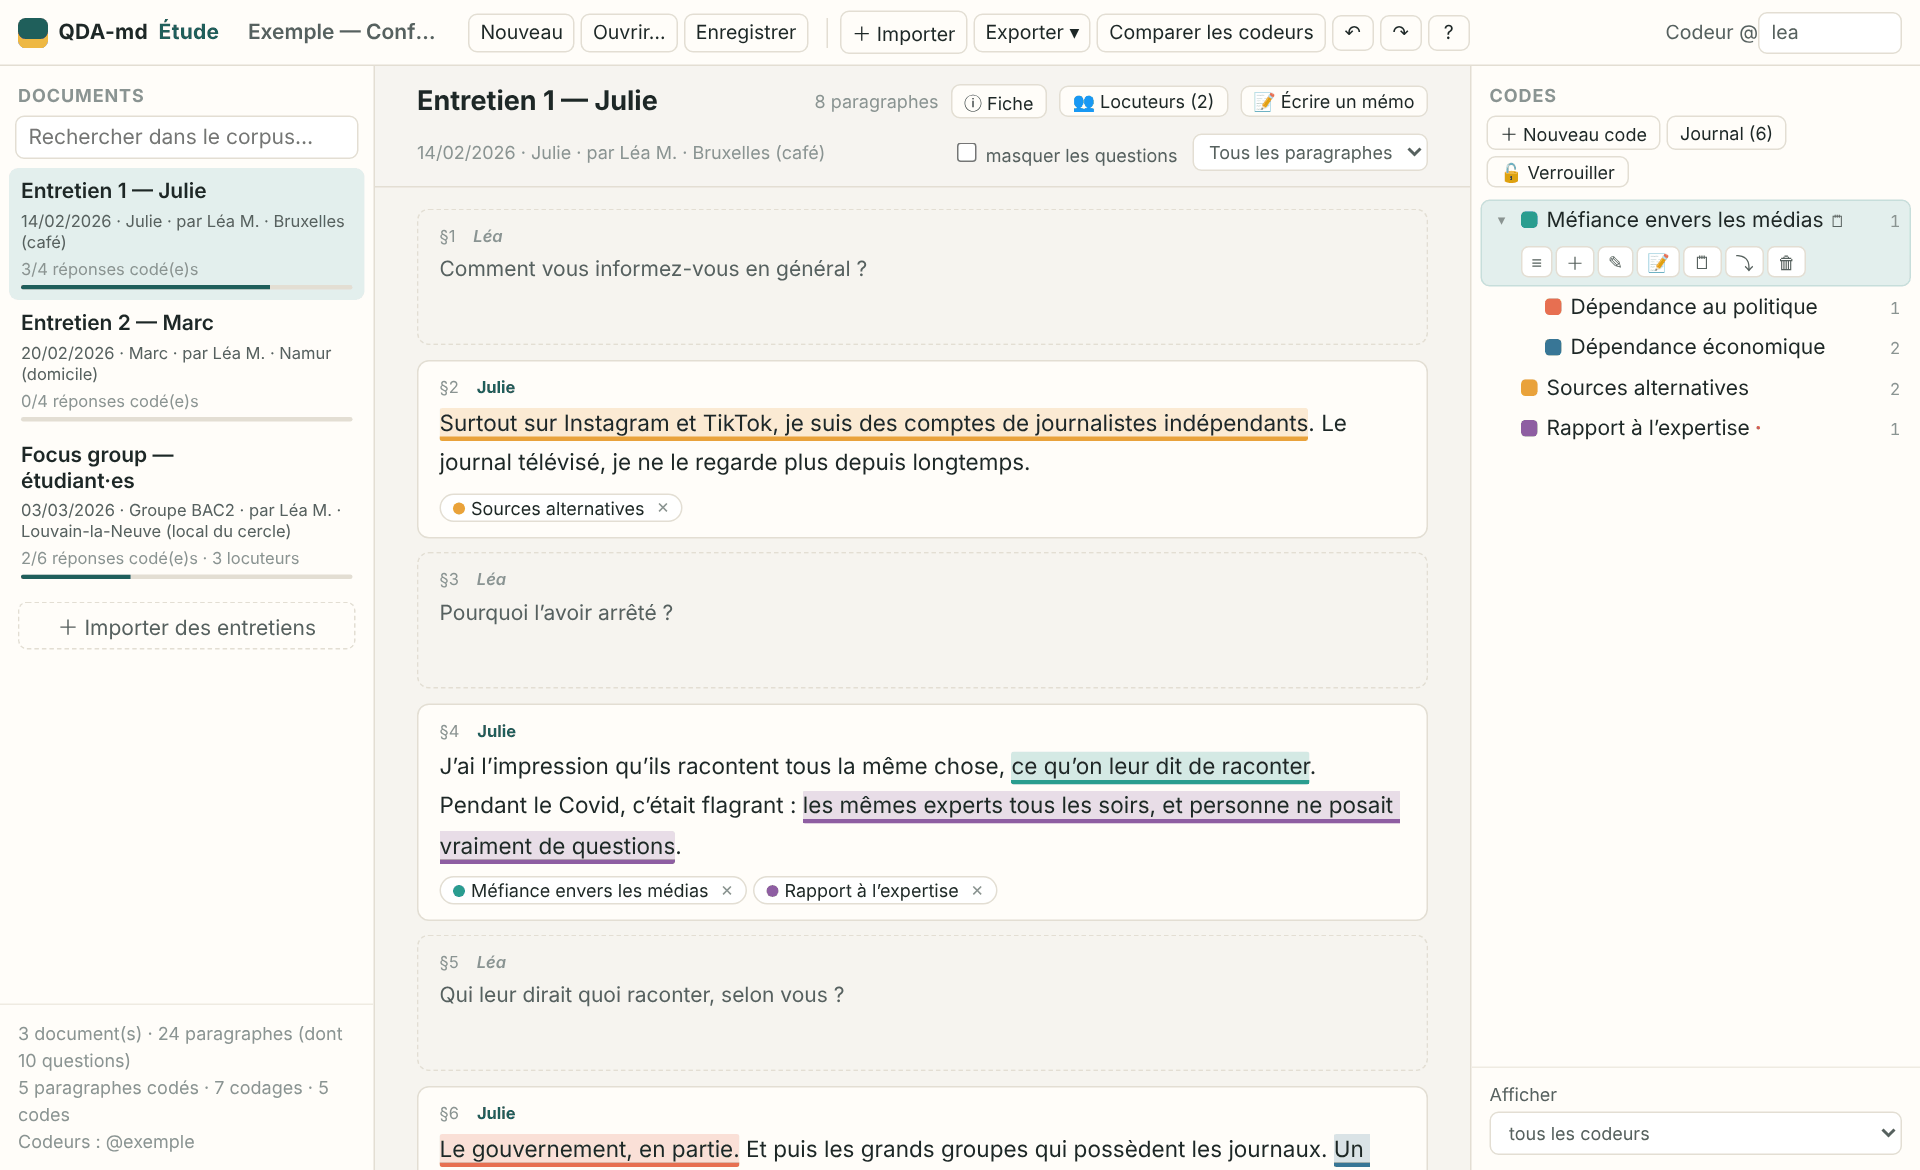 QDA-md Étude
Exemple — Conf...
Nouveau
Ouvrir...
Enregistrer
+ Importer
Exporter ▾
Comparer les codeurs
↶
↷
?
Codeur @ lea
DOCUMENTS
Rechercher dans le corpus...
Entretien 1 — Julie
14/02/2026 · Julie · par Léa M. · Bruxelles
(café)
3/4 réponses codé(e)s
Entretien 2 — Marc
20/02/2026 · Marc · par Léa M. · Namur
(domicile)
0/4 réponses codé(e)s
Focus group —
étudiant·es
03/03/2026 · Groupe BAC2 · par Léa M. ·
Louvain-la-Neuve (local du cercle)
2/6 réponses codé(e)s · 3 locuteurs
+ Importer des entretiens
3 document(s) · 24 paragraphes (dont
10 questions)
5 paragraphes codés · 7 codages · 5
codes
Codeurs : @exemple
Entretien 1 — Julie
8 paragraphes
ⓘ Fiche
👥 Locuteurs (2)
📝 Écrire un mémo
14/02/2026 · Julie · par Léa M. · Bruxelles (café)
masquer les questions
Tous les paragraphes
§1 Léa
Comment vous informez-vous en général ?
§2 Julie
Surtout sur Instagram et TikTok, je suis des comptes de journalistes indépendants. Le
journal télévisé, je ne le regarde plus depuis longtemps.
Sources alternatives ×
§3 Léa
Pourquoi l’avoir arrêté ?
§4 Julie
J’ai l’impression qu’ils racontent tous la même chose, ce qu’on leur dit de raconter.
Pendant le Covid, c’était flagrant : les mêmes experts tous les soirs, et personne ne posait
vraiment de questions.
Méfiance envers les médias ×
Rapport à l’expertise ×
§5 Léa
Qui leur dirait quoi raconter, selon vous ?
§6 Julie
Le gouvernement, en partie. Et puis les grands groupes qui possèdent les journaux. Un
CODES
+ Nouveau code
Journal (6)
🔓 Verrouiller
Méfiance envers les médias 1
Dépendance au politique 1
Dépendance économique 2
Sources alternatives 2
Rapport à l’expertise · 1
Afficher
tous les codeurs